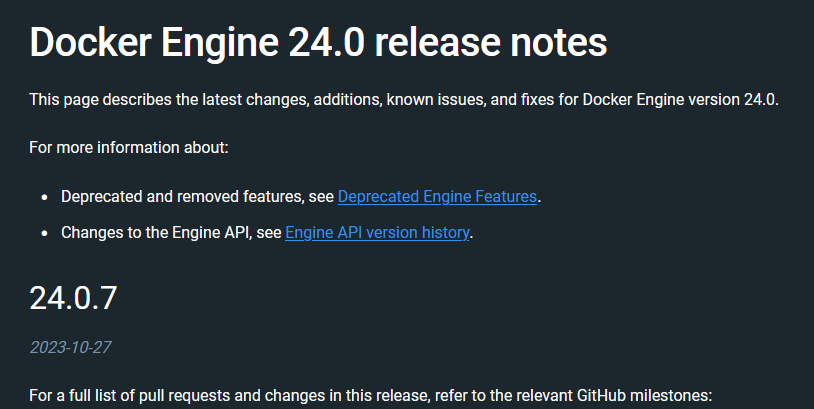 Docker Engine 24.0 release notes
This page describes the latest changes, additions, known issues, and fixes for Docker Engine version 24.0.
For more information about:
• Deprecated and removed features, see Deprecated Engine Features.
• Changes to the Engine API, see Engine API version history.
24.0.7
2023-10-27
For a full list of pull requests and changes in this release, refer to the relevant GitHub milestones: